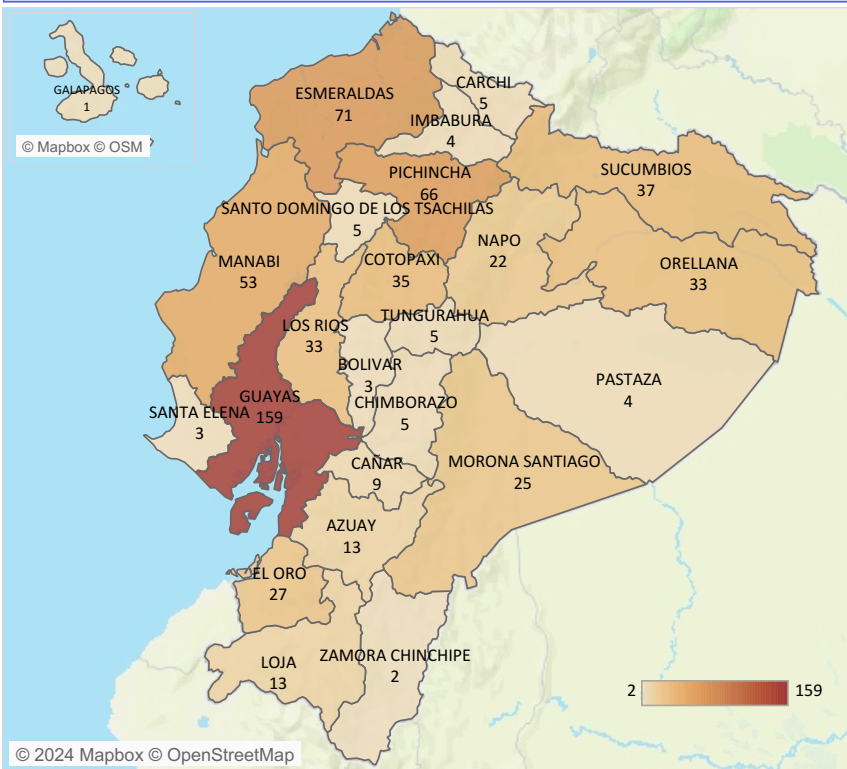 GALAPAGOS
1
© Mapbox © OSM
CARCHI
5
ESMERALDAS
71
IMBABURA
4
PICHINCHA
66
SUCUMBIOS
37
SANTO DOMINGO DE LOS TSACHILAS
5
NAPO
22
MANABI
53
COTOPAXI
35
ORELLANA
33
TUNGURAHUA
5
LOS RIOS
33
BOLIVAR
3
PASTAZA
4
GUAYAS
159
SANTA ELENA
3
CHIMBORAZO
5
CAÑAR
9
MORONA SANTIAGO
25
AZUAY
13
EL ORO
27
LOJA
13
ZAMORA CHINCHIPE
2
2 159
© 2024 Mapbox © OpenStreetMap